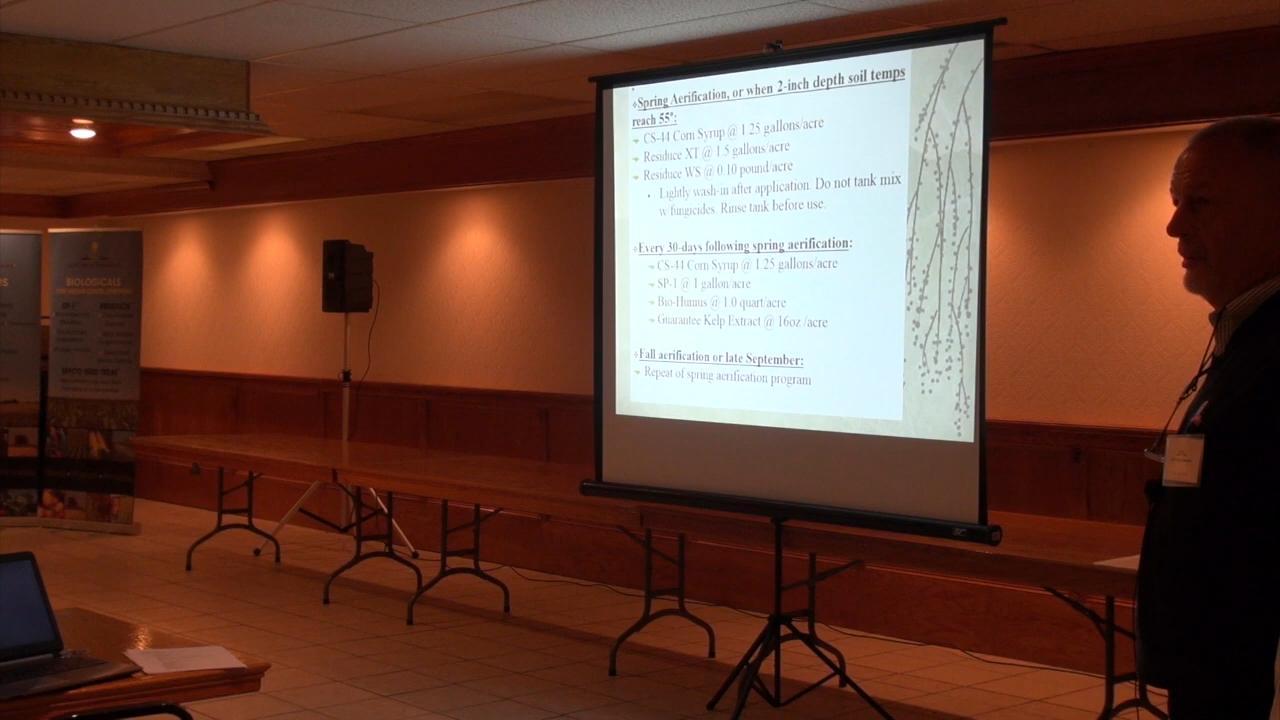 Spring Aerification, or when 2-inch depth soil temps
reach 55°:
CS-44 Corn Syrup @ 1.25 gallons/acre
Residuce XT @ 1.5 gallons/acre
Residuce WS @ 0.10 pound/acre
• Lightly wash-in after application. Do not tank mix
w/fungicides. Rinse tank before use.
Every 30-days following spring aerification:
CS-44 Corn Syrup @ 1.25 gallons/acre
SP-1 @ 1 gallon/acre
Bio-Humus @ 1.0 quart/acre
Guarantee Kelp Extract @ 16oz /acre
Fall aerification or late September:
Repeat of spring aerification program
BIOLOGICALS
SP-1